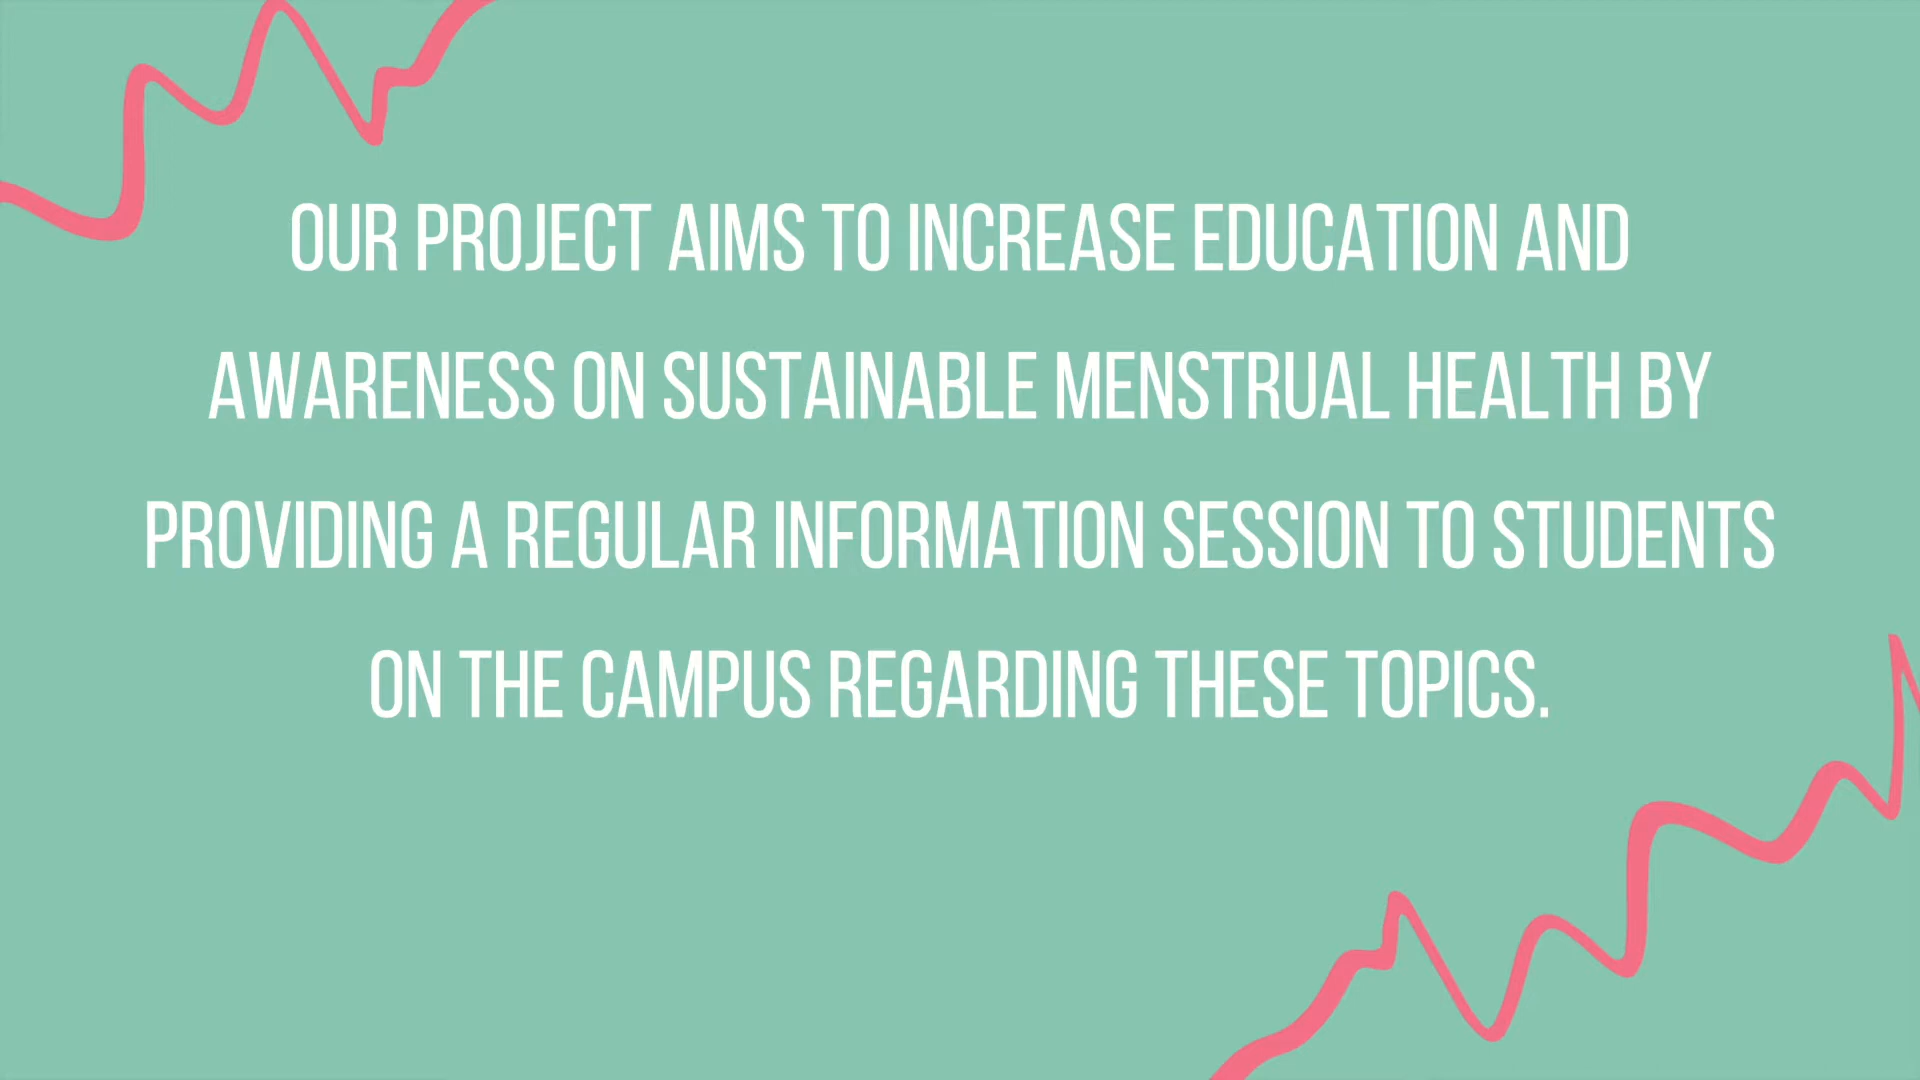 OUR PROJECT AIMS TO INCREASE EDUCATION AND
AWARENESS ON SUSTAINABLE MENSTRUAL HEALTH BY
PROVIDING A REGULAR INFORMATION SESSION TO STUDENTS
ON THE CAMPUS REGARDING THESE TOPICS.